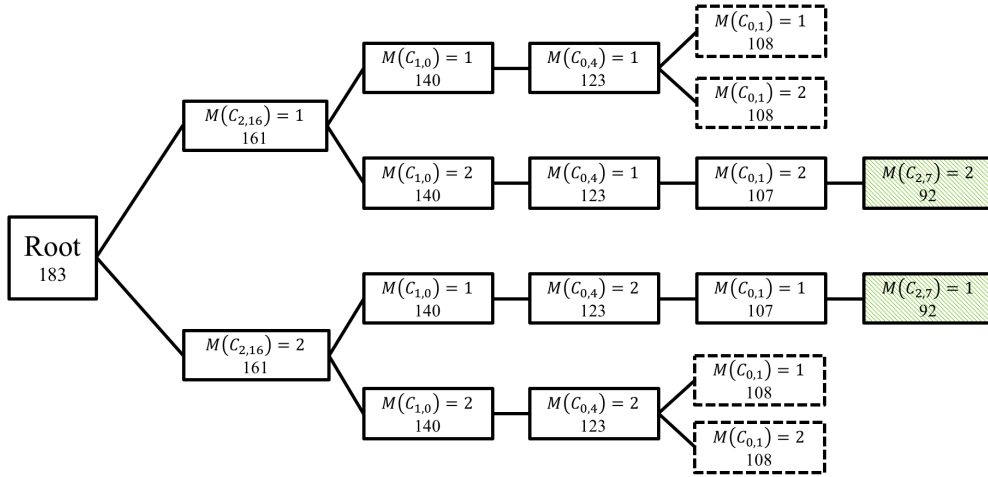 Root
183
M(C₂,₁₆) = 1
161
M(C₂,₁₆) = 2
161
M(C₁,₀) = 1
140
M(C₀,₄) = 1
123
M(C₀,₁) = 1
108
M(C₀,₁) = 2
108
M(C₁,₀) = 2
140
M(C₀,₄) = 1
123
M(C₀,₁) = 2
107
M(C₂,₇) = 2
92
M(C₁,₀) = 1
140
M(C₀,₄) = 2
123
M(C₀,₁) = 1
107
M(C₂,₇) = 1
92
M(C₁,₀) = 2
140
M(C₀,₄) = 2
123
M(C₀,₁) = 1
108
M(C₀,₁) = 2
108